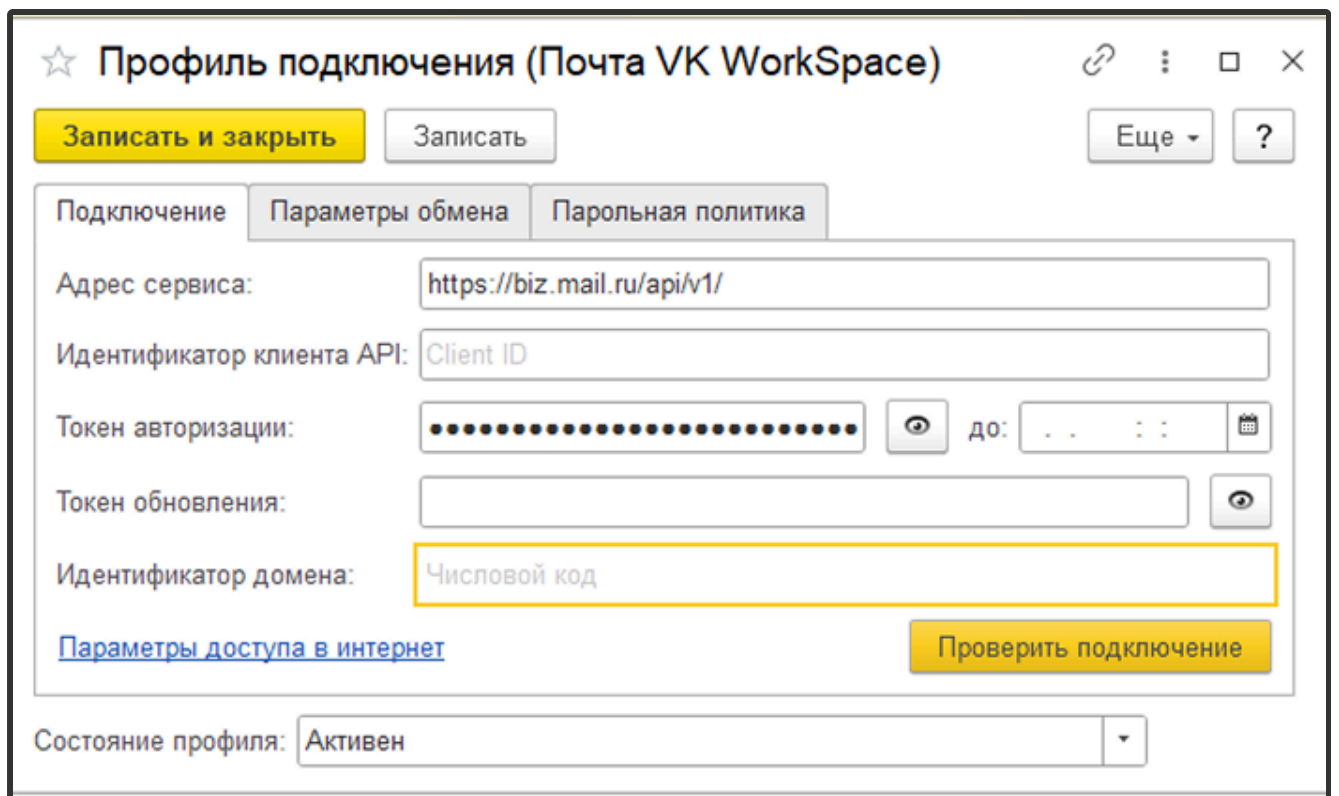 Профиль подключения (Почта VK WorkSpace)
Записать и закрыть Записать Еще ?
Подключение Параметры обмена Парольная политика
Адрес сервиса: https://biz.mail.ru/api/v1/
Идентификатор клиента API: Client ID
Токен авторизации: ••••••••••••••••••••••••••• до: . . : :
Токен обновления:
Идентификатор домена: Числовой код
Параметры доступа в интернет Проверить подключение
Состояние профиля: Активен